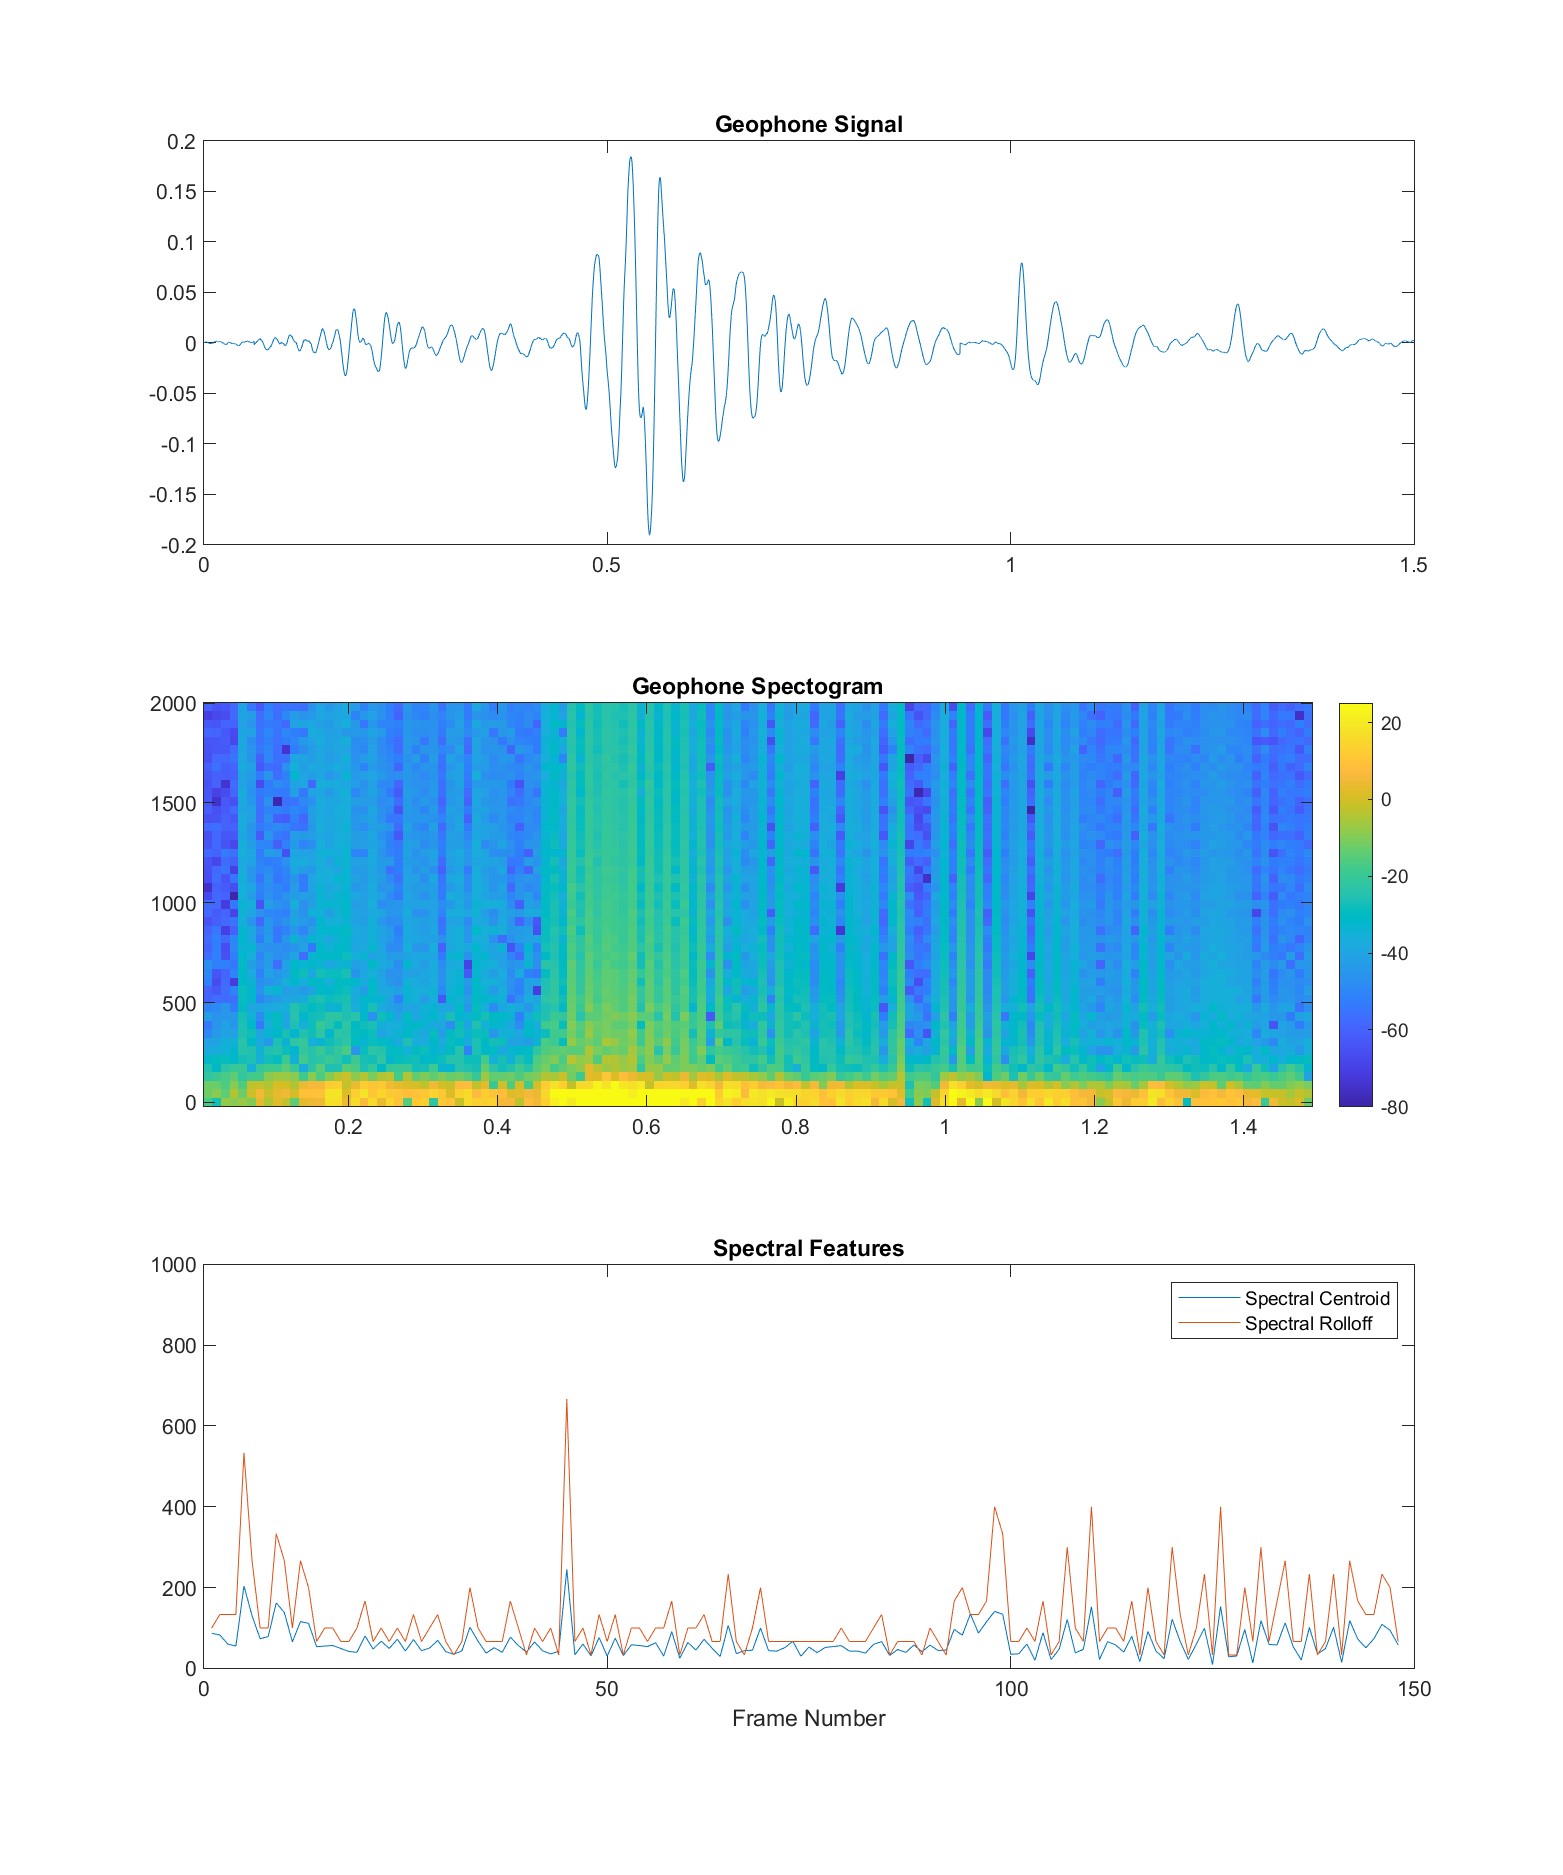 Geophone Signal
0.2
0.15
0.1
0.05
0
-0.05
-0.1
-0.15
-0.2
0 0.5 1 1.5
Geophone Spectogram
2000
1500
1000
500
0
0.2 0.4 0.6 0.8 1 1.2 1.4
20
0
-20
-40
-60
-80
Spectral Features
1000
800
600
400
200
0
Spectral Centroid
Spectral Rolloff
0 50 100 150
Frame Number